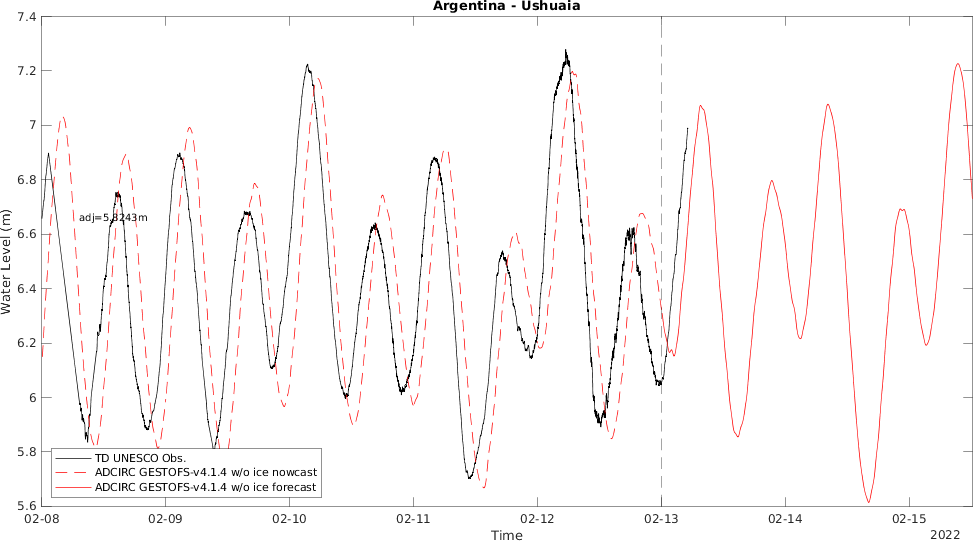 Argentina - Ushuaia
7.4
7.2
7
6.8
6.6
6.4
6.2
6
5.8
5.6
Water Level (m)
adj=5.8243m
TD UNESCO Obs.
ADCIRC GESTOFS-v4.1.4 w/o ice nowcast
ADCIRC GESTOFS-v4.1.4 w/o ice forecast
02-08 02-09 02-10 02-11 02-12 02-13 02-14 02-15
Time
2022